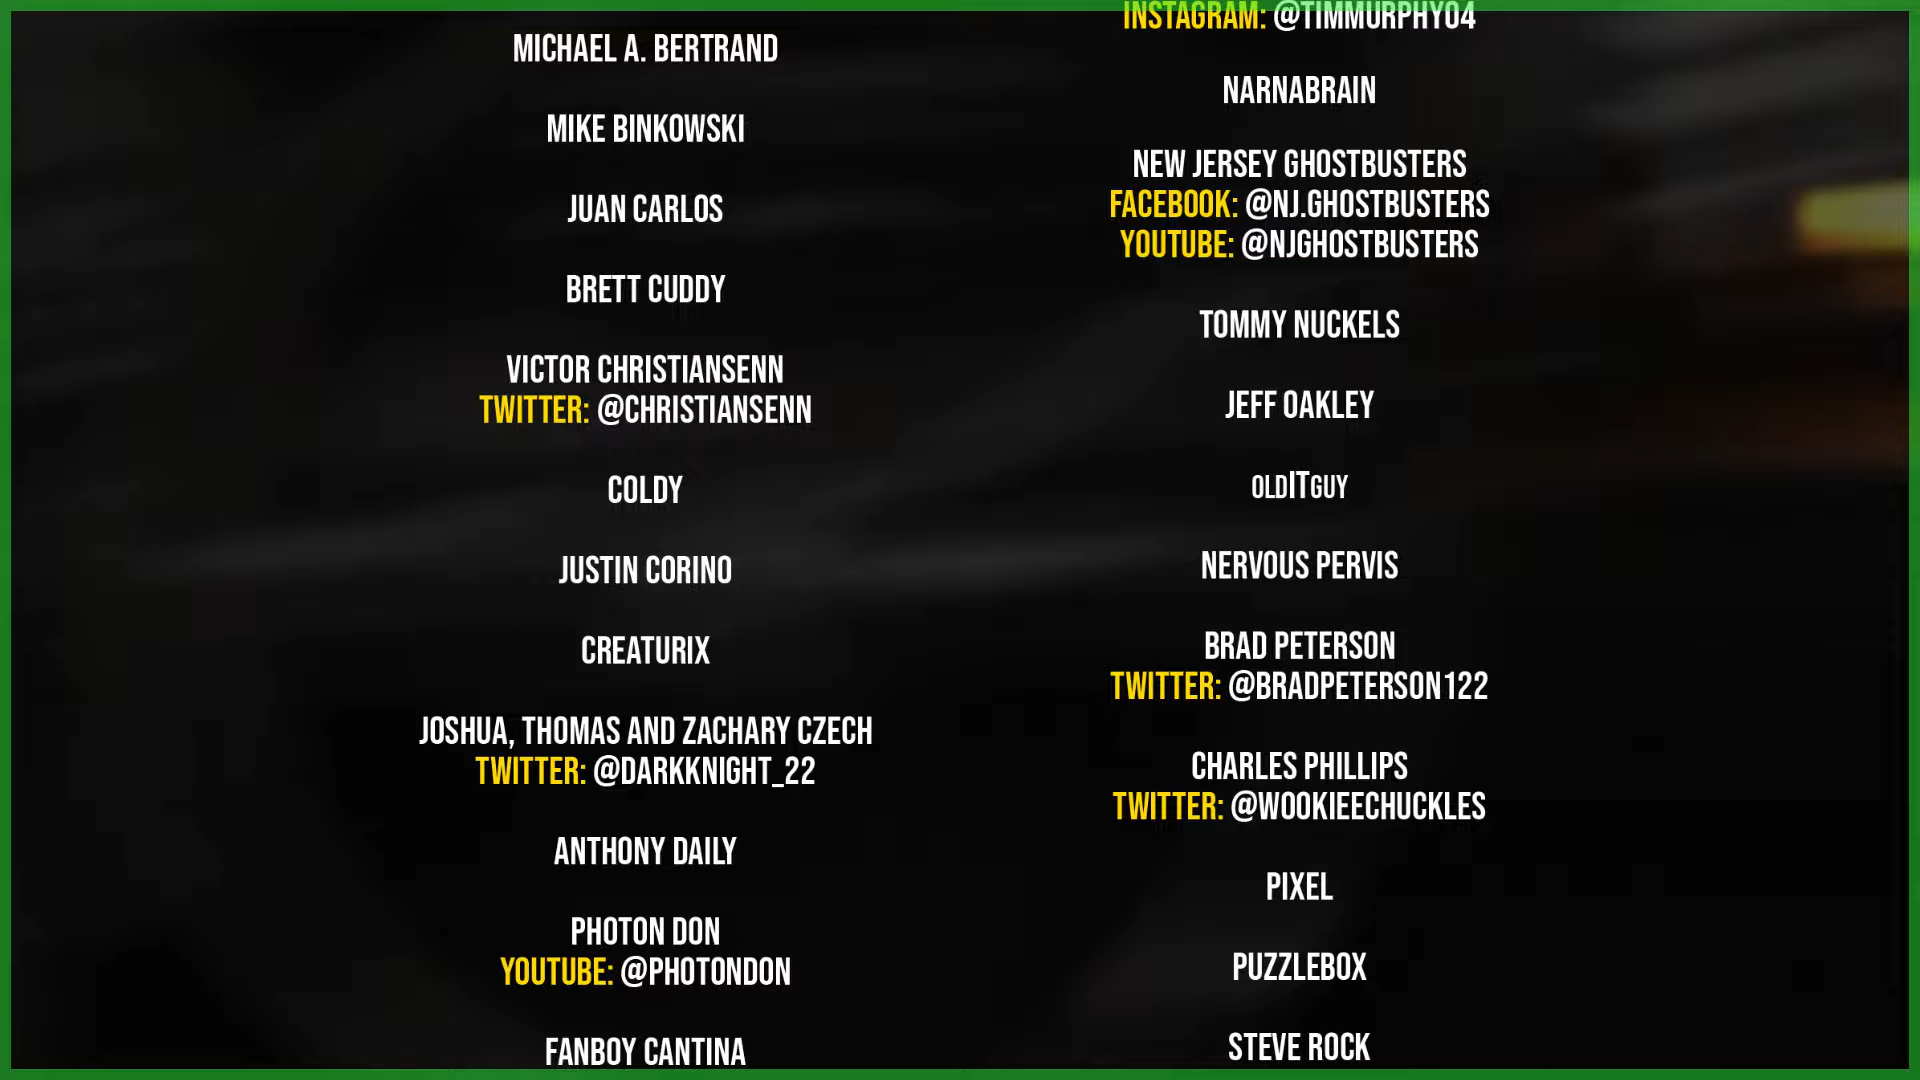 MICHAEL A. BERTRAND
MIKE BINKOWSKI
JUAN CARLOS
BRETT CUDDY
VICTOR CHRISTIANSENN
TWITTER: @CHRISTIANSENN
COLDY
JUSTIN CORINO
CREATURIX
JOSHUA, THOMAS AND ZACHARY CZECH
TWITTER: @DARKKNIGHT_22
ANTHONY DAILY
PHOTON DON
YOUTUBE: @PHOTONDON
FANBOY CANTINA
INSTAGRAM: @TIMMURPHY04
NARNABRAIN
NEW JERSEY GHOSTBUSTERS
FACEBOOK: @NJ.GHOSTBUSTERS
YOUTUBE: @NJGHOSTBUSTERS
TOMMY NUCKELS
JEFF OAKLEY
OLDITGUY
NERVOUS PERVIS
BRAD PETERSON
TWITTER: @BRADPETERSON122
CHARLES PHILLIPS
TWITTER: @WOOKIEECHUCKLES
PIXEL
PUZZLEBOX
STEVE ROCK